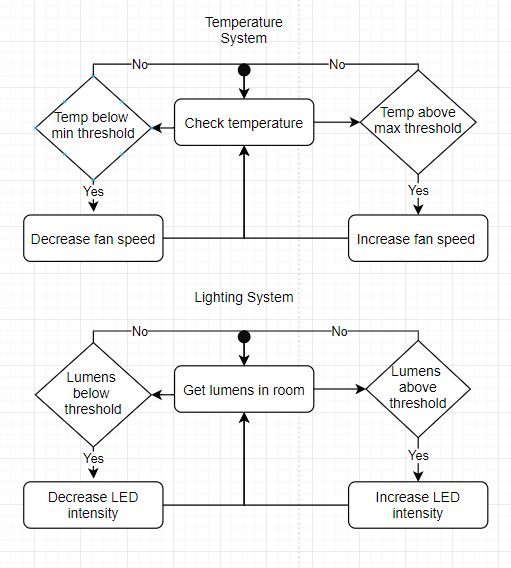 Temperature
System
No
No
Temp below
min threshold
Check temperature
Temp above
max threshold
Yes
Yes
Decrease fan speed
Increase fan speed
Lighting System
No
No
Lumens
below
threshold
Get lumens in room
Lumens
above
threshold
Yes
Yes
Decrease LED
intensity
Increase LED
intensity